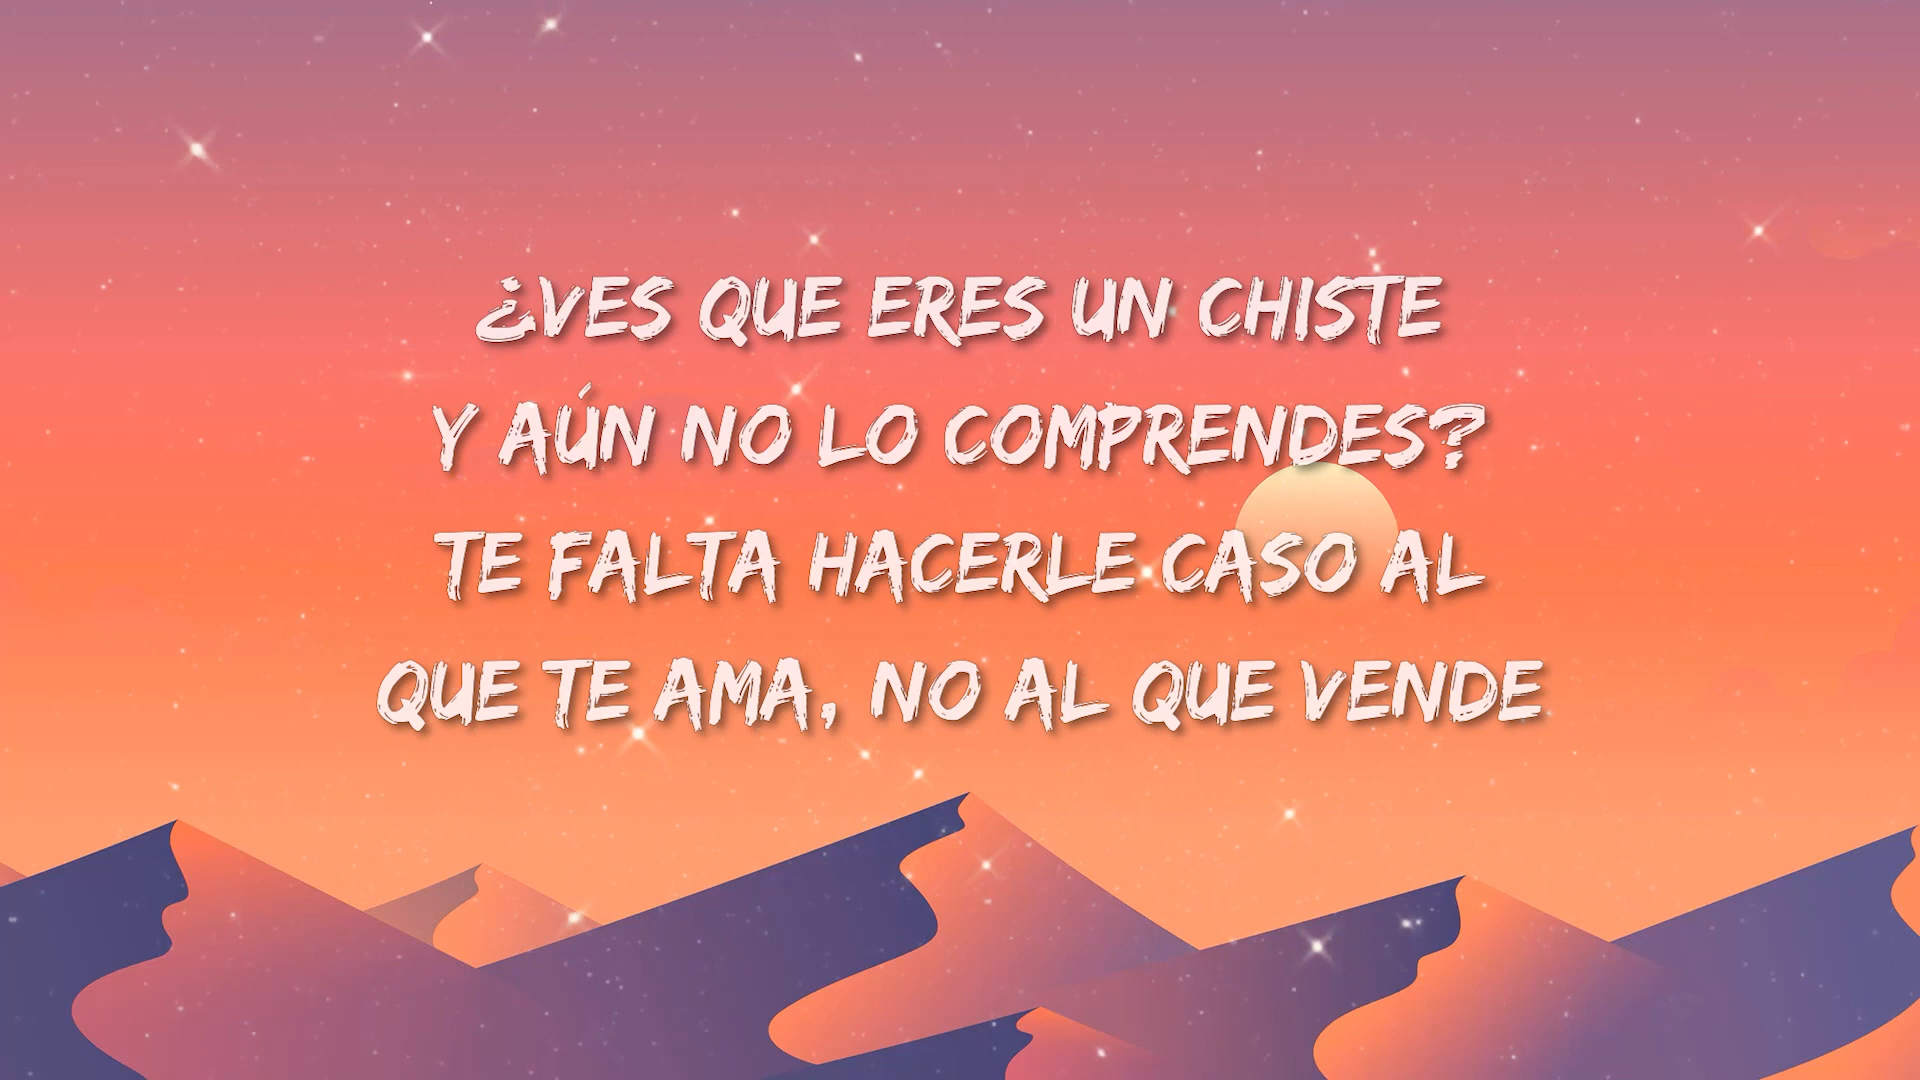 ¿VES QUE ERES UN CHISTE
Y AÚN NO LO COMPRENDES?
TE FALTA HACERLE CASO AL
QUE TE AMA, NO AL QUE VENDE